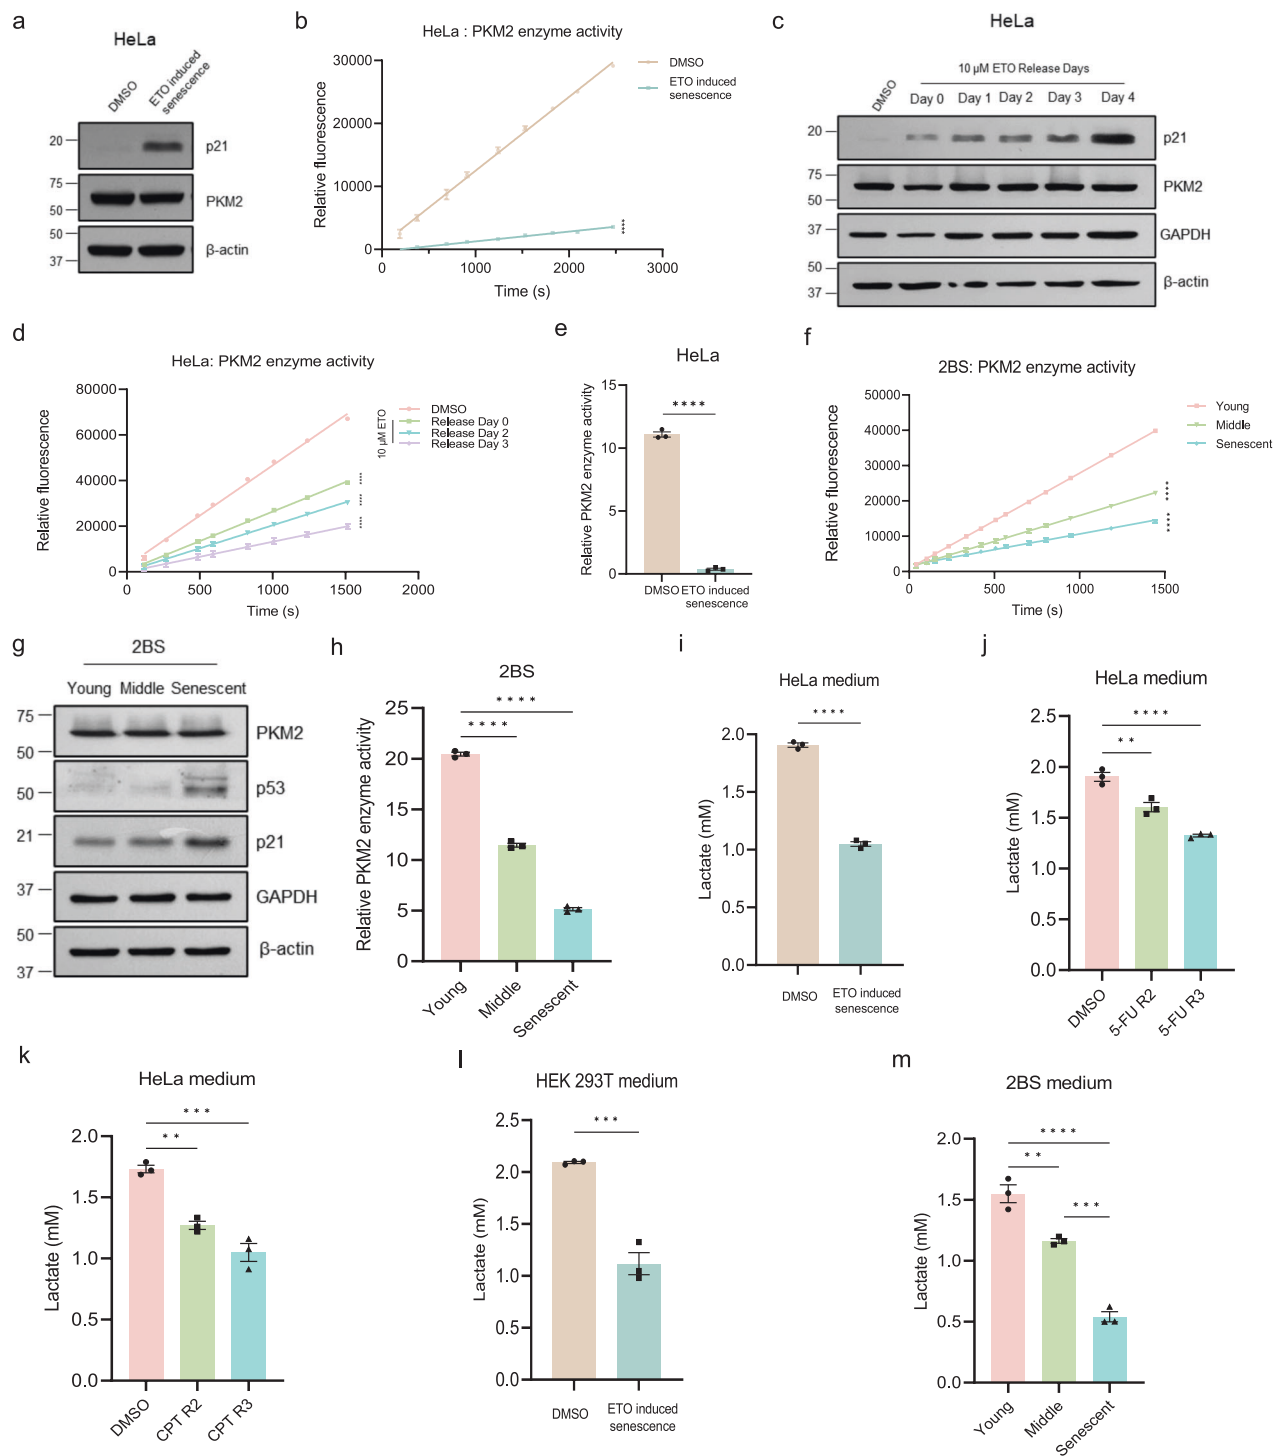 a
HeLa
DMSO
ETO induced
senescence
20
p21
75
50
PKM2
50
37
β-actin
b
HeLa : PKM2 enzyme activity
Relative fluorescence
30000
20000
10000
0
0 1000 2000 3000
Time (s)
DMSO
ETO induced
senescence
****
c
HeLa
10 μM ETO Release Days
DMSO Day 0 Day 1 Day 2 Day 3 Day 4
20
p21
75
50
PKM2
37
GAPDH
50
37
β-actin
d
HeLa: PKM2 enzyme activity
Relative fluorescence
80000
60000
40000
20000
0
0 500 1000 1500 2000
Time (s)
DMSO
10 μM ETO
Release Day 0
Release Day 2
Release Day 3
****
****
****
e
HeLa
Relative PKM2 enzyme activity
15
10
5
0
****
DMSO
ETO induced
senescence
f
2BS: PKM2 enzyme activity
Relative fluorescence
50000
40000
30000
20000
10000
0
0 500 1000 1500
Time (s)
Young
Middle
Senescent
****
****
g
2BS
Young Middle Senescent
75
50
PKM2
50
p53
21
p21
37
GAPDH
50
37
β-actin
h
2BS
Relative PKM2 enzyme activity
25
20
15
10
5
0
****
****
Young
Middle
Senescent
i
HeLa medium
Lactate (mM)
2.0
1.5
1.0
0.5
0.0
****
DMSO
ETO induced
senescence
j
HeLa medium
Lactate (mM)
2.5
2.0
1.5
1.0
0.5
0.0
****
**
DMSO
5-FU R2
5-FU R3
k
HeLa medium
Lactate (mM)
2.0
1.5
1.0
0.5
0.0
***
**
DMSO
CPT R2
CPT R3
l
HEK 293T medium
Lactate (mM)
2.5
2.0
1.5
1.0
0.5
0.0
***
DMSO
ETO induced
senescence
m
2BS medium
Lactate (mM)
2.0
1.5
1.0
0.5
0.0
****
**
***
Young
Middle
Senescent